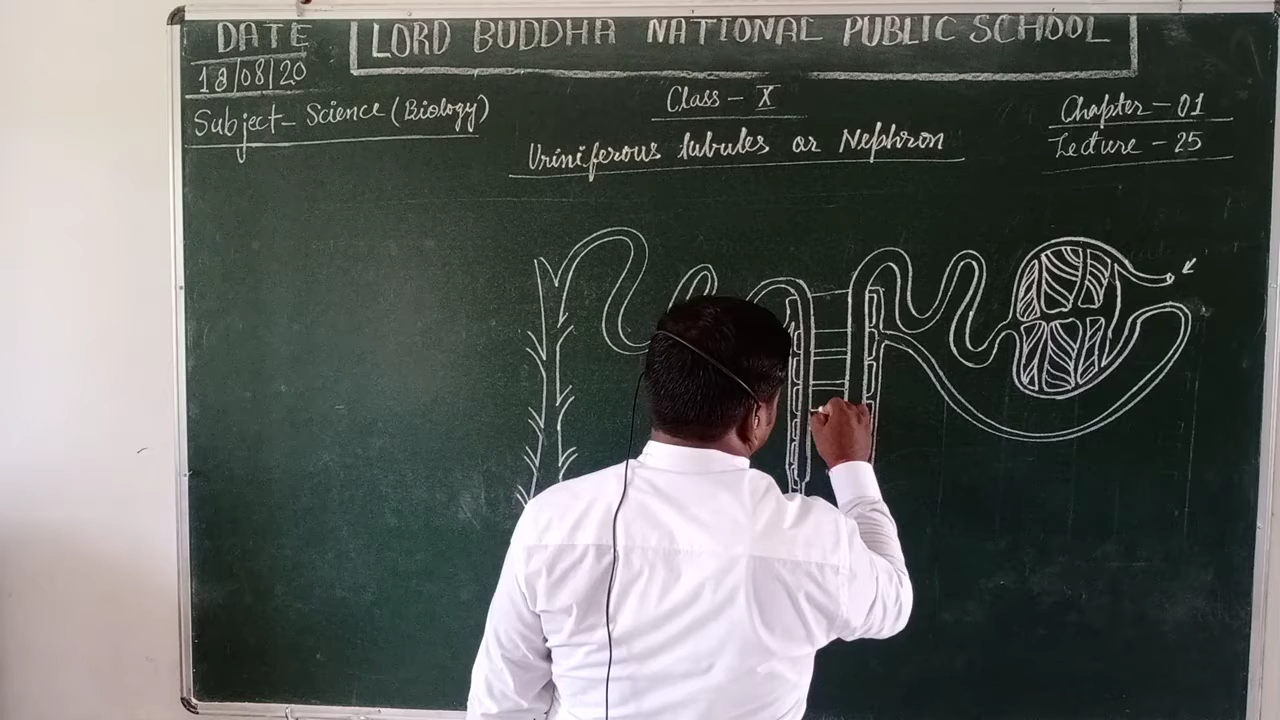 DATE
18/08/20
LORD BUDDHA NATIONAL PUBLIC SCHOOL
Subject- Science (Biology)
Class - X
Chapter - 01
Lecture - 25
Uriniferous tubules or Nephron